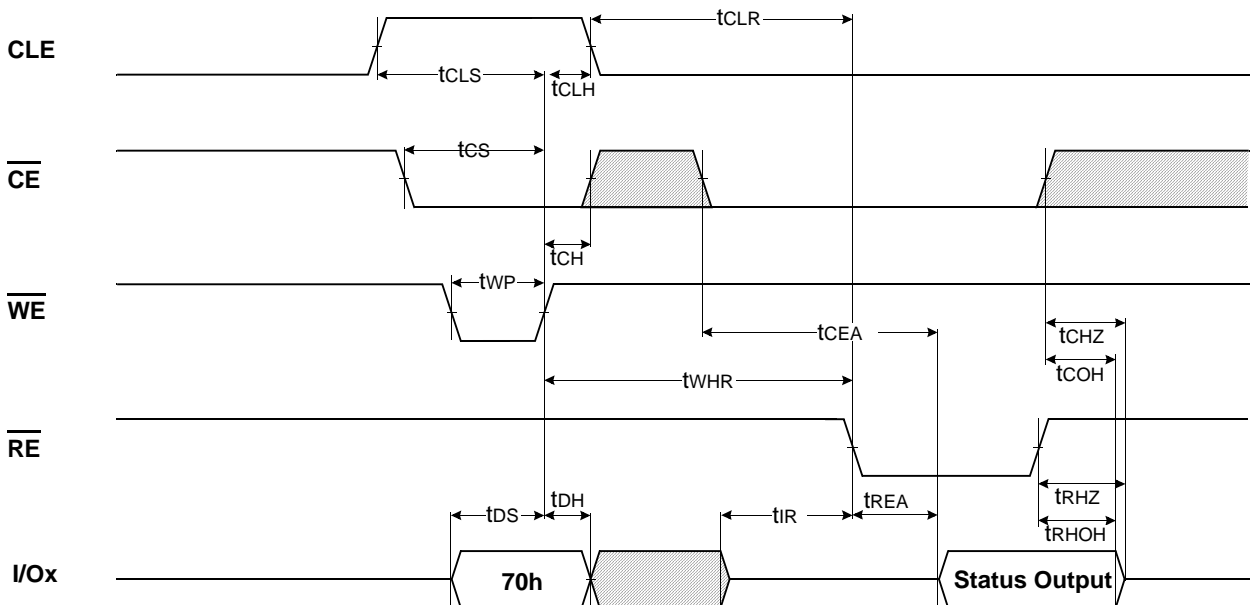 tCLR
CLE
tCLS
tCLH
tCS
CE
tCH
tWP
WE
tCEA
tCHZ
tCOH
tWHR
RE
tDH
tDS
tIR
tREA
tRHZ
tRHOH
I/Ox
70h
Status Output